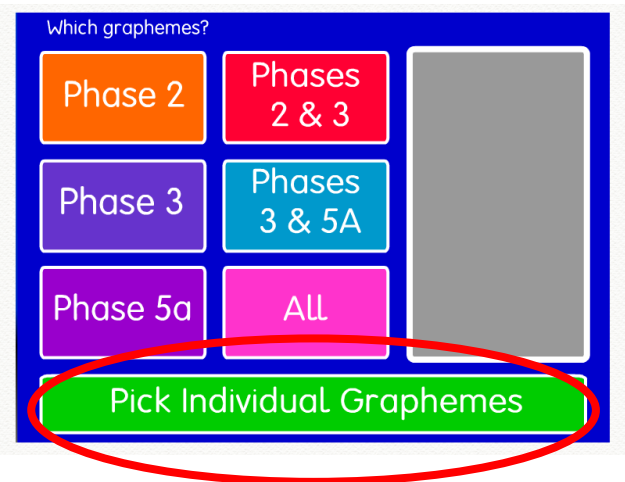 Which graphemes?
Phase 2
Phases
2 & 3
Phase 3
Phases
3 & 5A
Phase 5a
All
Pick Individual Graphemes